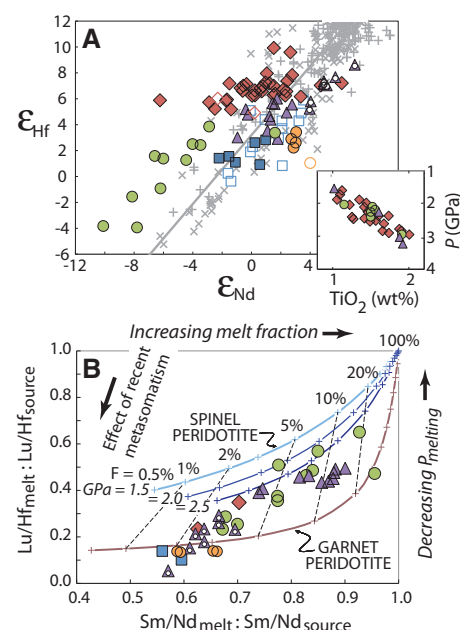 A
12
10
8
6
4
2
0
-2
-4
-6
εHf
-12
-8
-4
0
4
εNd
1
2
3
4
P (GPa)
1
2
TiO2 (wt%)
Increasing melt fraction
100%
B
1.0
0.8
0.6
0.4
0.2
0.0
Lu/Hfmelt : Lu/Hfsource
Effect of recent
metasomatism
SPINEL
PERIDOTITE
20%
10%
5%
2%
1%
F = 0.5%
GPa = 1.5
= 2.0
= 2.5
GARNET
PERIDOTITE
Decreasing Pmelting
0.4
0.5
0.6
0.7
0.8
0.9
1.0
Sm/Ndmelt : Sm/Ndsource